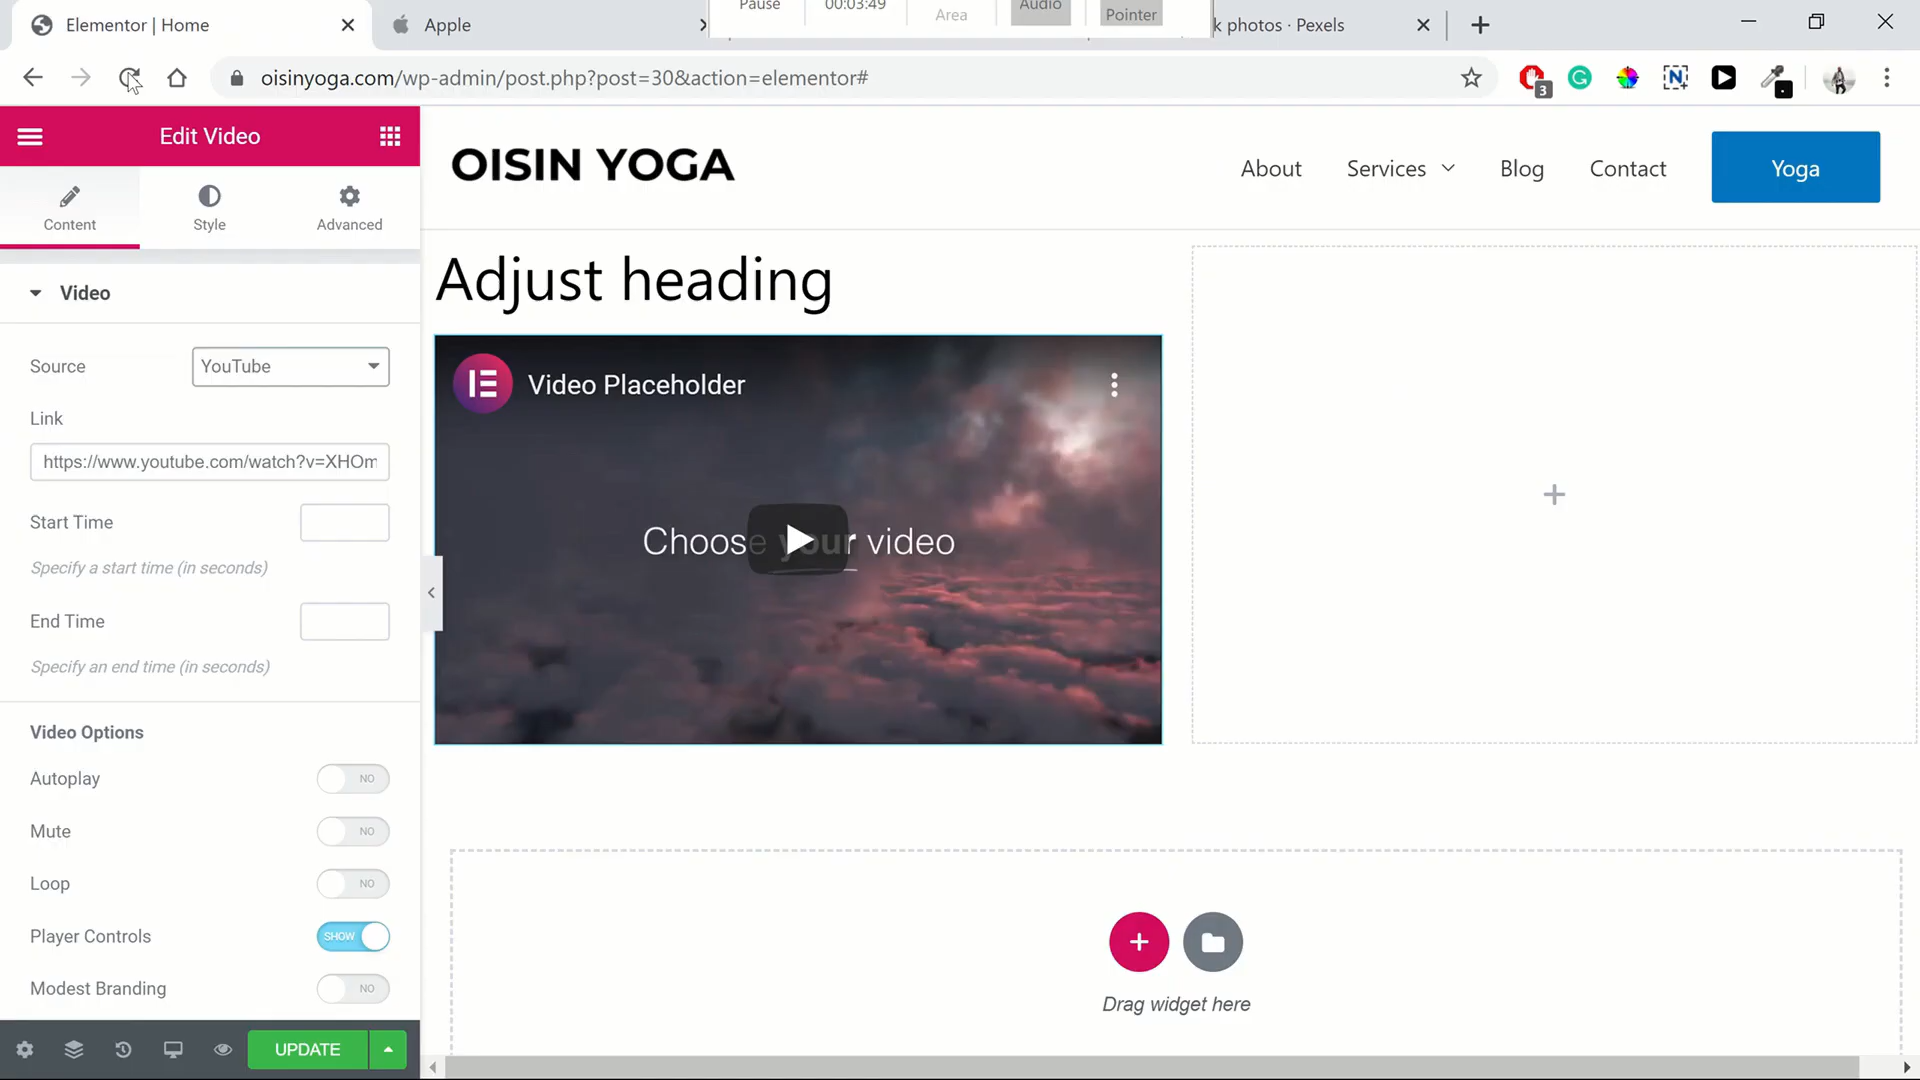 Elementor | Home
Apple
Pause
00:03:49
Area
Audio
Pointer
k photos · Pexels
oisinyoga.com/wp-admin/post.php?post=30&action=elementor#
3
Edit Video
Content
Style
Advanced
OISIN YOGA
About
Services
Blog
Contact
Yoga
Video
Source
YouTube
Link
https://www.youtube.com/watch?v=XHOm
Start Time
Specify a start time (in seconds)
End Time
Specify an end time (in seconds)
Video Options
Autoplay
NO
Mute
NO
Loop
NO
Player Controls
SHOW
Modest Branding
NO
UPDATE
Adjust heading
Video Placeholder
Choose your video
Drag widget here